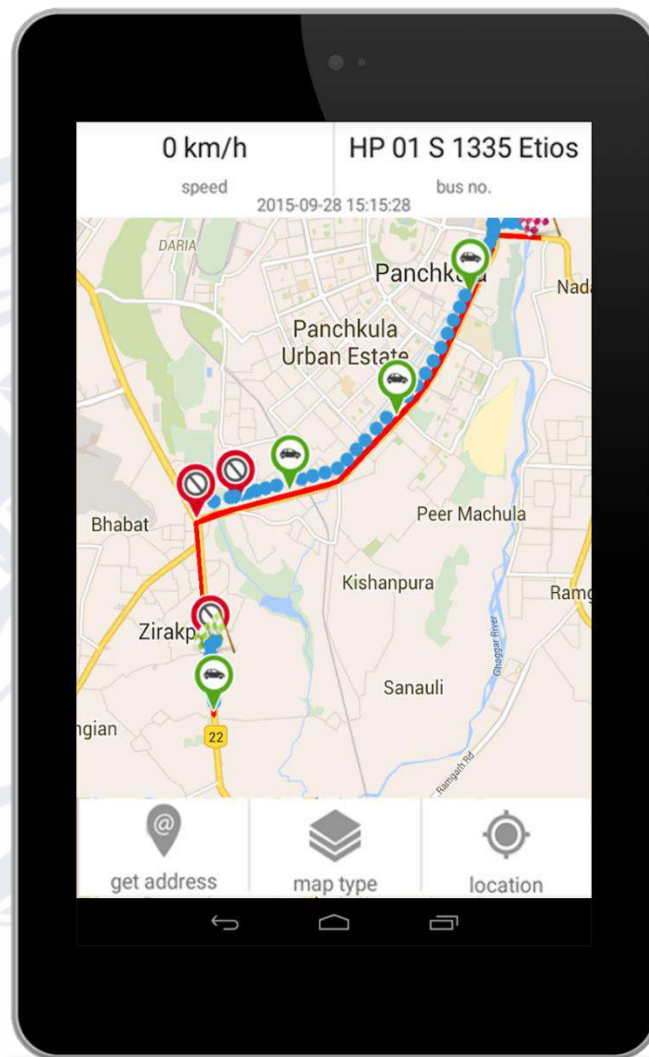 0 km/h
HP 01 S 1335 Etios
speed
bus no.
2015-09-28 15:15:28
DARIA
Panchk
Nada
Panchkula
Urban Estate
Bhabat
Peer Machula
Kishanpura
Ramg
Zirakp
Ghaggar River
Sanauli
ngian
22
Ramgarh Rd
@
get address
map type
location